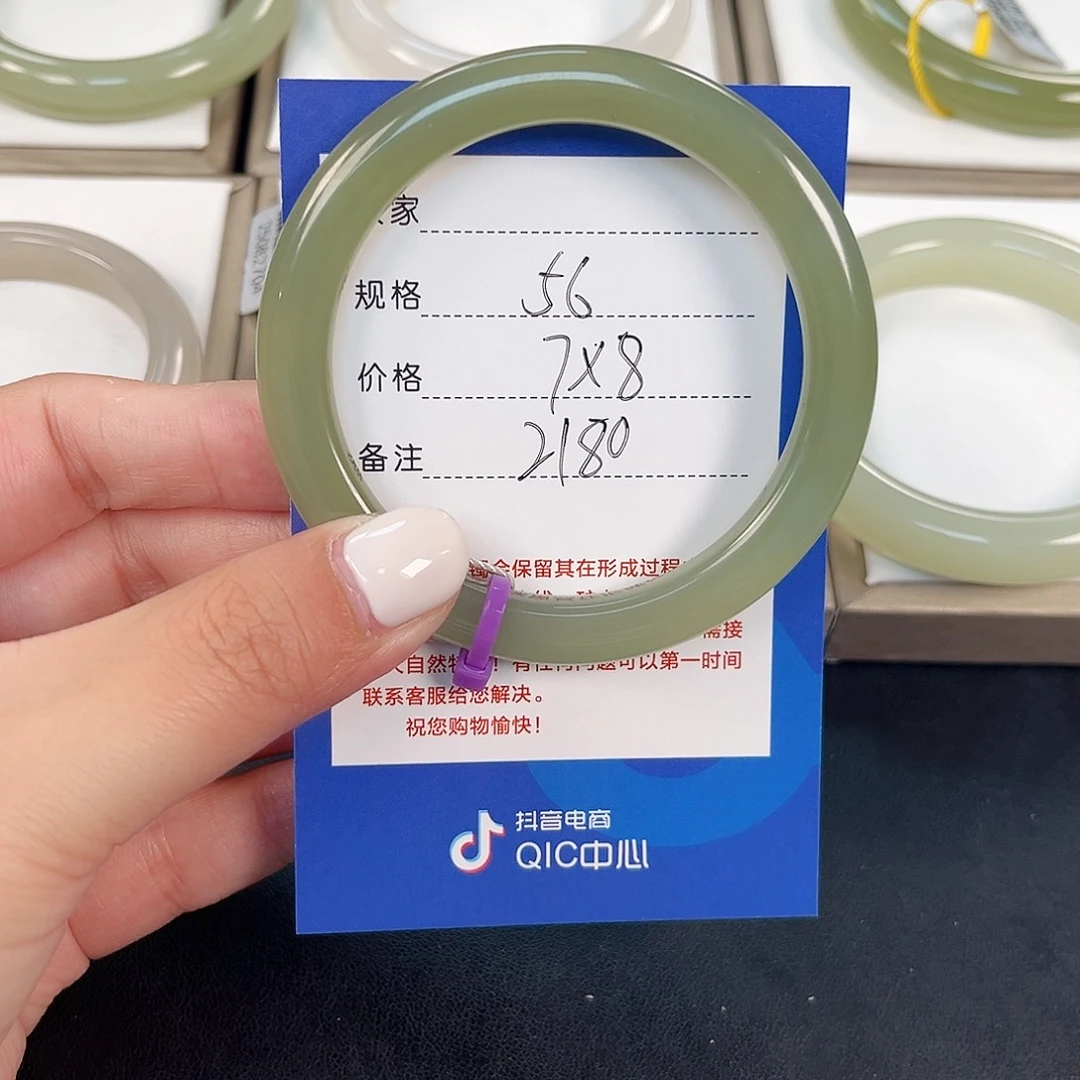 家
规格 56
价格 7×8
备注 2180
会保留其在形成过程
需接
自然特！有任何问题可以第一时间
联系客服给您解决。
祝您购物愉快！
抖音电商
QIC中心